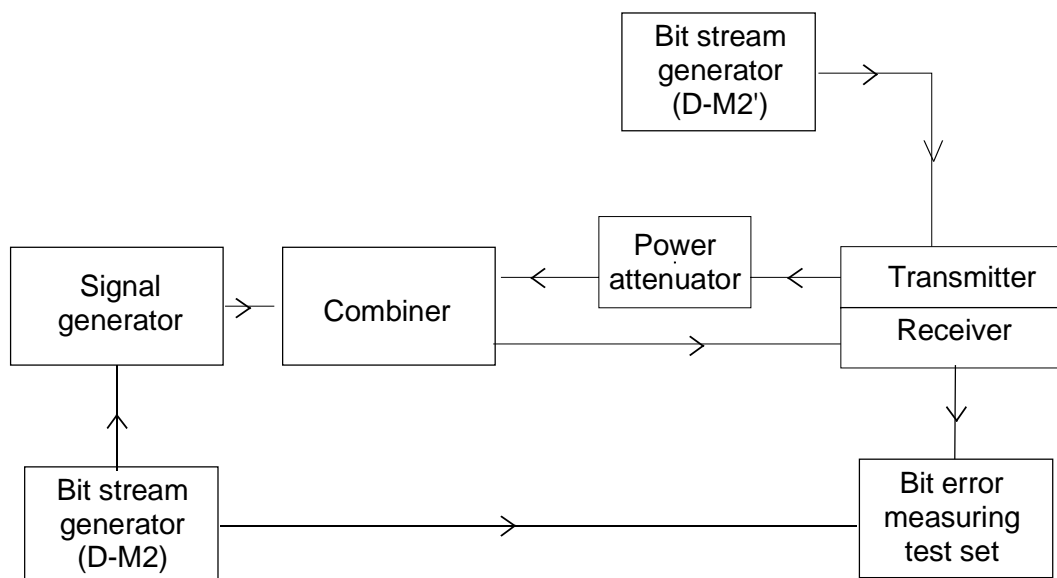 Bit stream
generator
(D-M2')
Power
attenuator
Signal
generator
Combiner
Transmitter
Receiver
Bit stream
generator
(D-M2)
Bit error
measuring
test set